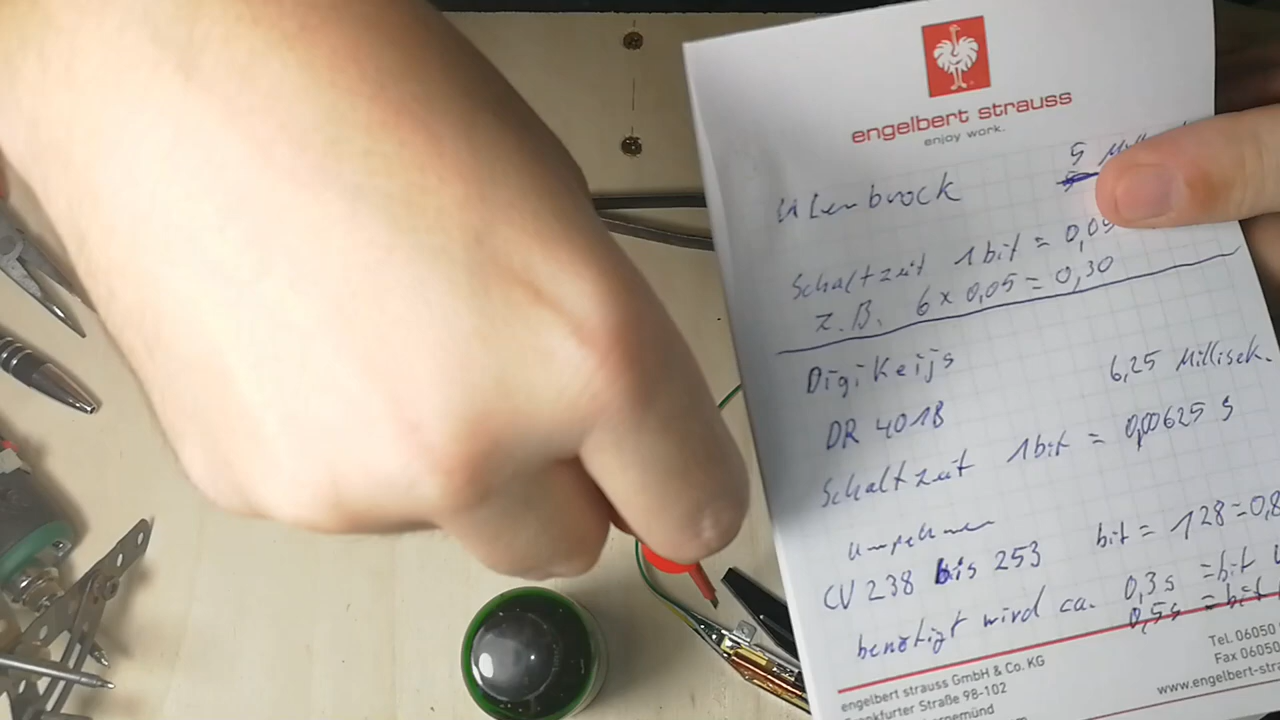 engelbert strauss
enjoy work.
5
Uhlenbrock
Schaltzeit 1bit = 0,05
z.B. 6 x 0,05 = 0,30
Digikeijs 6,25 Millisek.
DR 4018
Schaltzeit 1bit = 0,00625 s
CV 238 bis 253 bit = 128 = 0,8
benötigt wird ca. 0,3s = bit
0,5s = bit
engelbert strauss GmbH & Co. KG Tel. 06050
Frankfurter Straße 98-102 Fax 06050
www.engelbert-stra